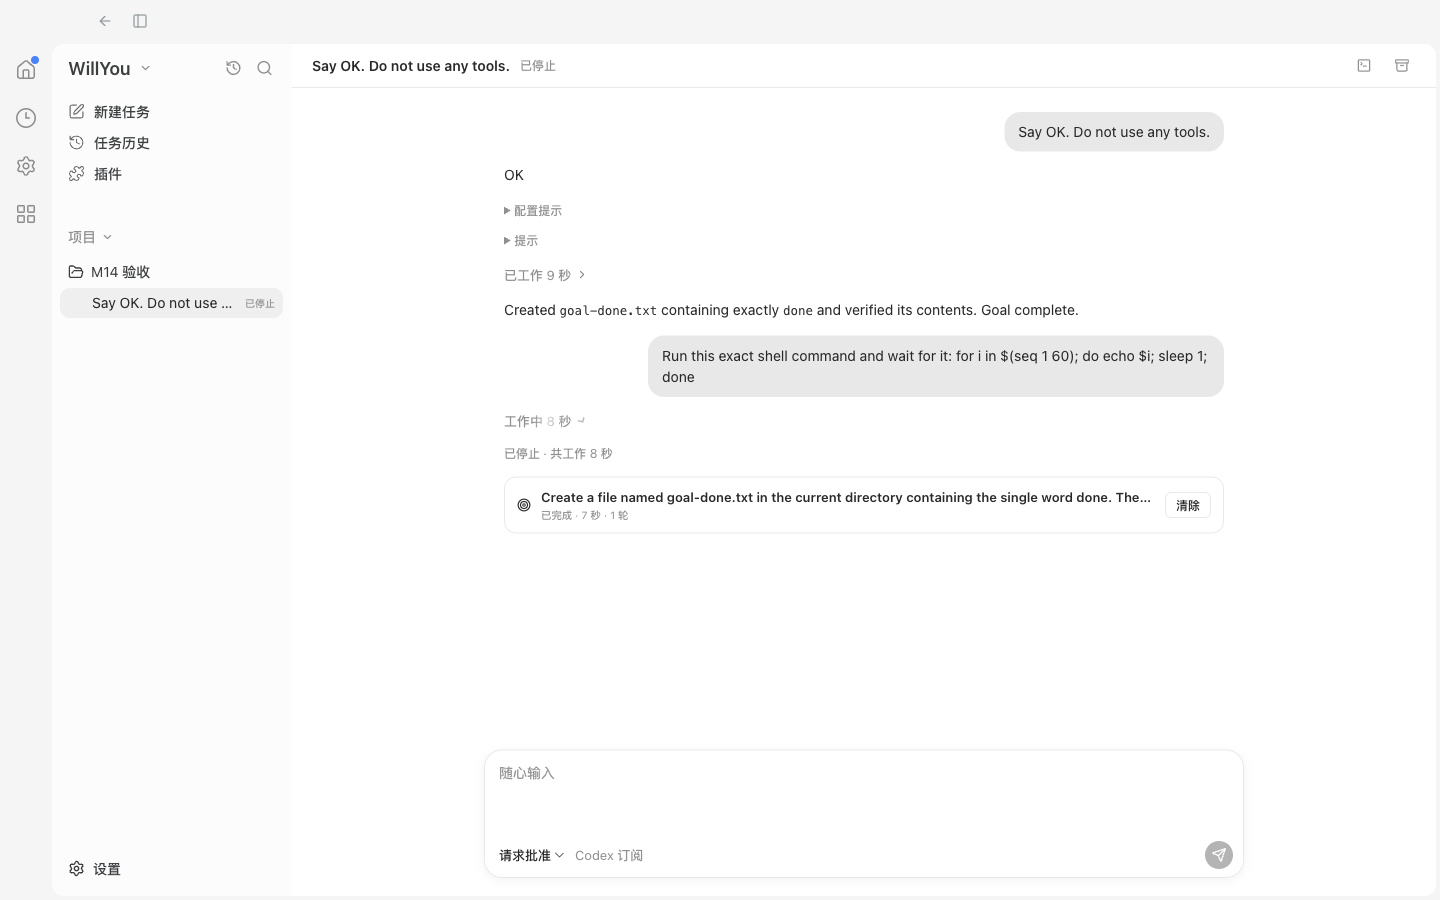 WillYou
新建任务
任务历史
插件
项目
M14 验收
Say OK. Do not use ... 已停止
设置
Say OK. Do not use any tools. 已停止
Say OK. Do not use any tools.
OK
配置提示
提示
已工作 9 秒
Created goal-done.txt containing exactly done and verified its contents. Goal complete.
Run this exact shell command and wait for it: for i in $(seq 1 60); do echo $i; sleep 1;
done
工作中 8 秒
已停止 · 共工作 8 秒
Create a file named goal-done.txt in the current directory containing the single word done. The...
已完成 · 7 秒 · 1 轮
清除
随心输入
请求批准 Codex 订阅